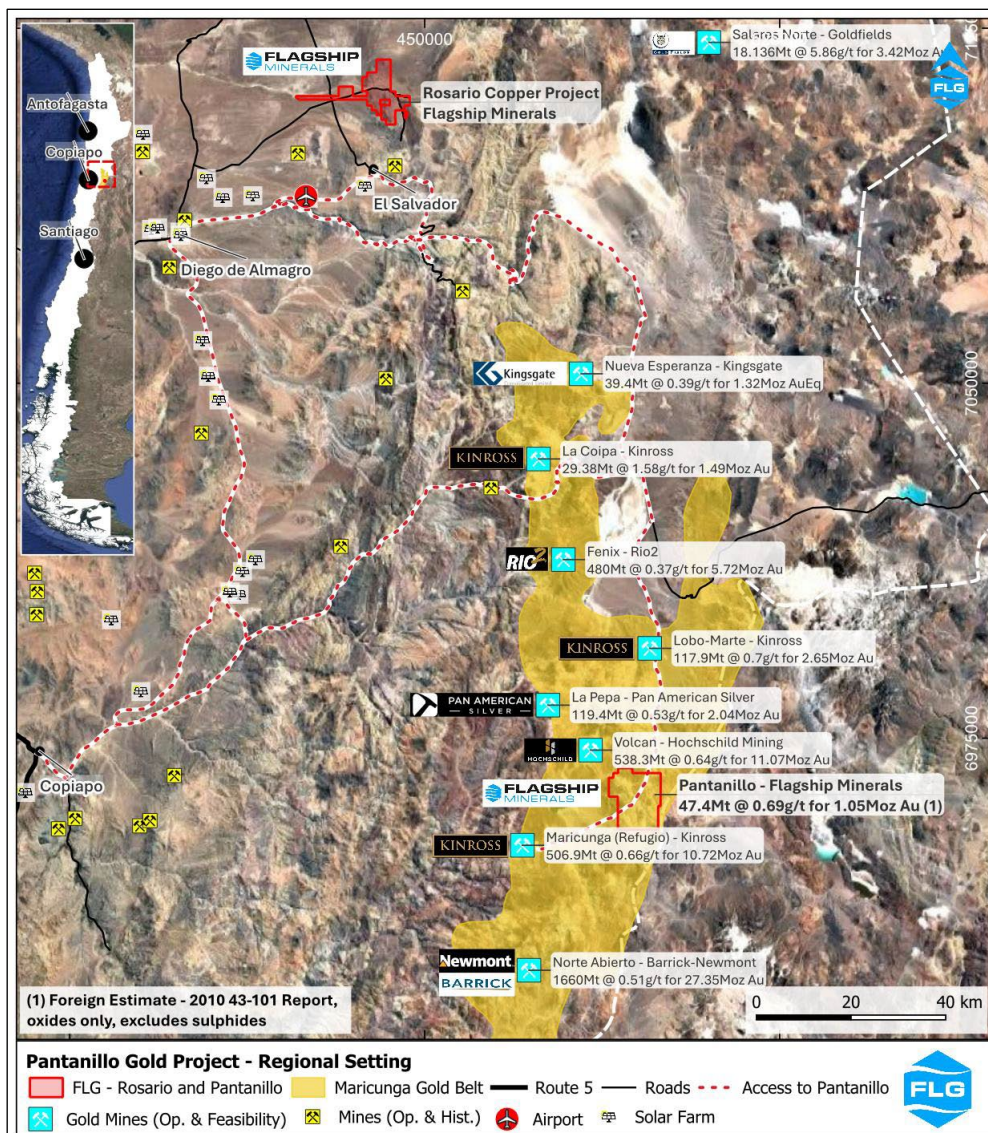 450000
FLAGSHIP
MINERALS
Rosario Copper Project
Flagship Minerals
GOLD FIELDS
Salares Norte - Goldfields
18.136Mt @ 5.86g/t for 3.42Moz Au
FLG
Antofagasta
Copiapo
Santiago
El Salvador
Diego de Almagro
Kingsgate
Nueva Esperanza - Kingsgate
39.4Mt @ 0.39g/t for 1.32Moz AuEq
7050000
KINROSS
La Coipa - Kinross
29.38Mt @ 1.58g/t for 1.49Moz Au
RIO2
Fenix - Rio2
480Mt @ 0.37g/t for 5.72Moz Au
KINROSS
Lobo-Marte - Kinross
117.9Mt @ 0.7g/t for 2.65Moz Au
PAN AMERICAN
SILVER
La Pepa - Pan American Silver
119.4Mt @ 0.53g/t for 2.04Moz Au
HOCHSCHILD
Volcan - Hochschild Mining
538.3Mt @ 0.64g/t for 11.07Moz Au
6975000
Copiapo
FLAGSHIP
MINERALS
Pantanillo - Flagship Minerals
47.4Mt @ 0.69g/t for 1.05Moz Au (1)
KINROSS
Maricunga (Refugio) - Kinross
506.9Mt @ 0.66g/t for 10.72Moz Au
Newmont
BARRICK
Norte Abierto - Barrick-Newmont
1660Mt @ 0.51g/t for 27.35Moz Au
(1) Foreign Estimate - 2010 43-101 Report,
oxides only, excludes sulphides
0 20 40 km
Pantanillo Gold Project - Regional Setting
FLG - Rosario and Pantanillo Maricunga Gold Belt Route 5 Roads Access to Pantanillo
Gold Mines (Op. & Feasibility) Mines (Op. & Hist.) Airport Solar Farm
FLG